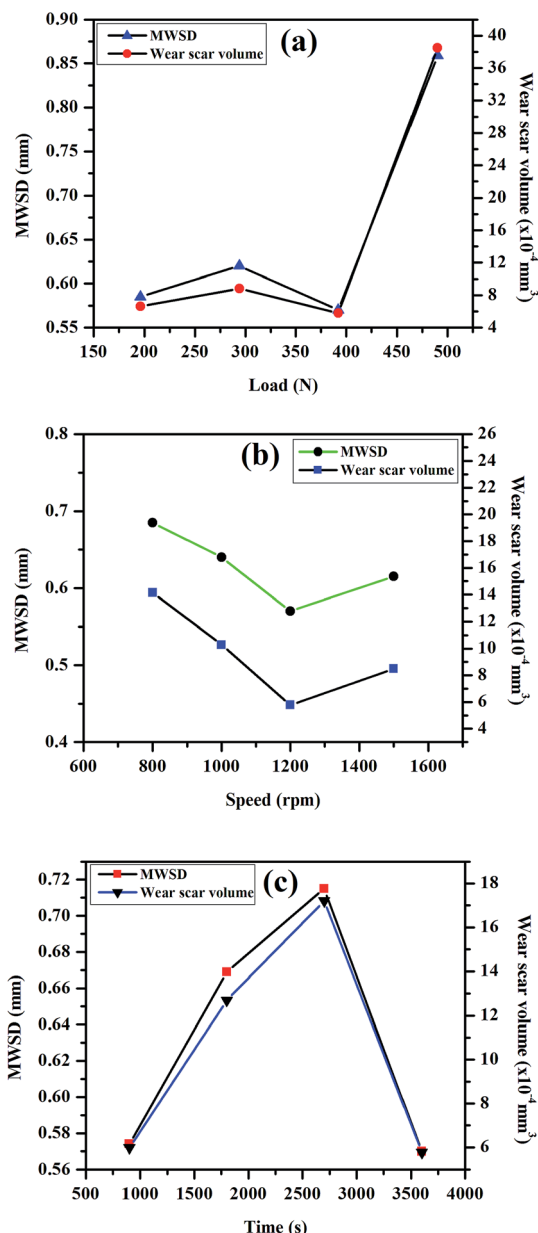 (a)
MWSD
Wear scar volume
0.90
0.85
0.80
0.75
0.70
0.65
0.60
0.55
MWSD (mm)
40
36
32
28
24
20
16
12
8
4
Wear scar volume (x10⁻⁴ mm³)
150 200 250 300 350 400 450 500
Load (N)
(b)
MWSD
Wear scar volume
0.8
0.7
0.6
0.5
0.4
MWSD (mm)
26
24
22
20
18
16
14
12
10
8
6
4
Wear scar volume (x10⁻⁴ mm³)
800 1000 1200 1400 1600
Speed (rpm)
(c)
MWSD
Wear scar volume
0.72
0.70
0.68
0.66
0.64
0.62
0.60
0.58
0.56
MWSD (mm)
18
16
14
12
10
8
6
Wear scar volume (x10⁻⁴ mm³)
500 1000 1500 2000 2500 3000 3500 4000
Time (s)